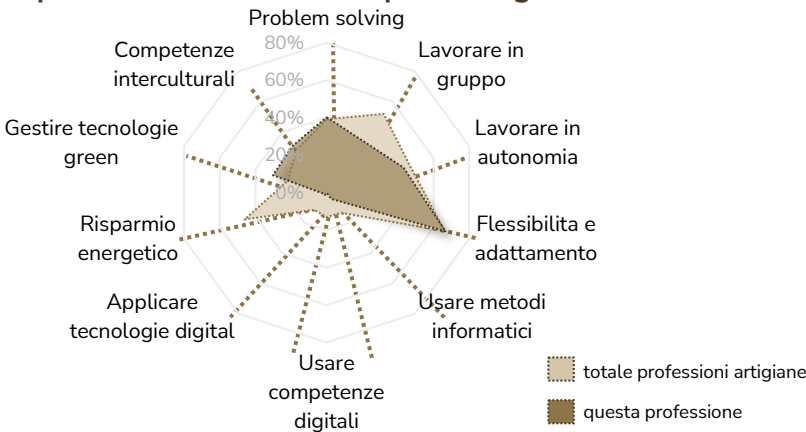 Problem solving
80%
60%
40%
20%
0%
Lavorare in
gruppo
Lavorare in
autonomia
Flessibilita e
adattamento
Usare metodi
informatici
Usare
competenze
digitali
Applicare
tecnologie digital
Risparmio
energetico
Gestire tecnologie
green
Competenze
interculturali
totale professioni artigiane
questa professione